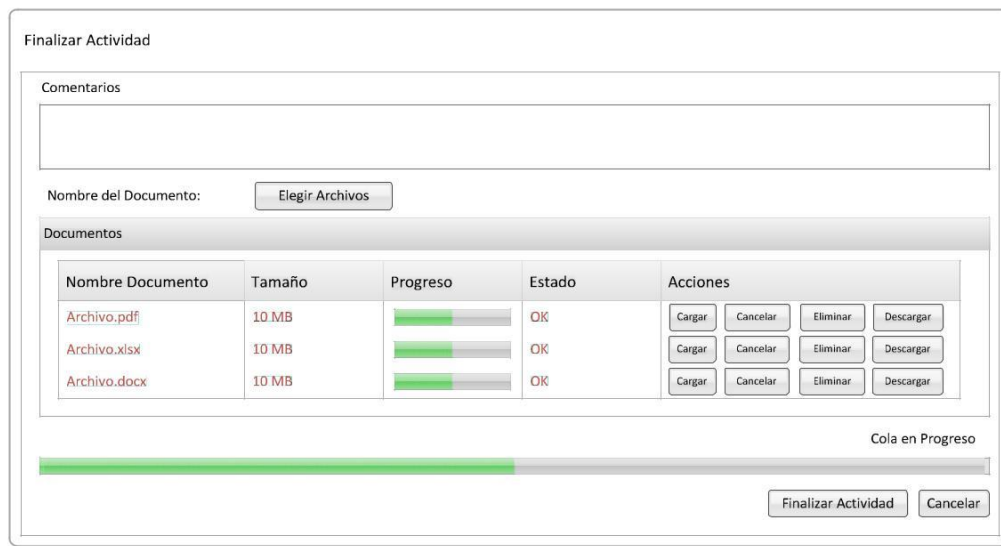 Finalizar Actividad
Comentarios
Nombre del Documento: Elegir Archivos
Documentos
Nombre Documento Tamaño Progreso Estado Acciones
Archivo.pdf 10 MB OK Cargar Cancelar Eliminar Descargar
Archivo.xlsx 10 MB OK Cargar Cancelar Eliminar Descargar
Archivo.docx 10 MB OK Cargar Cancelar Eliminar Descargar
Cola en Progreso
Finalizar Actividad Cancelar